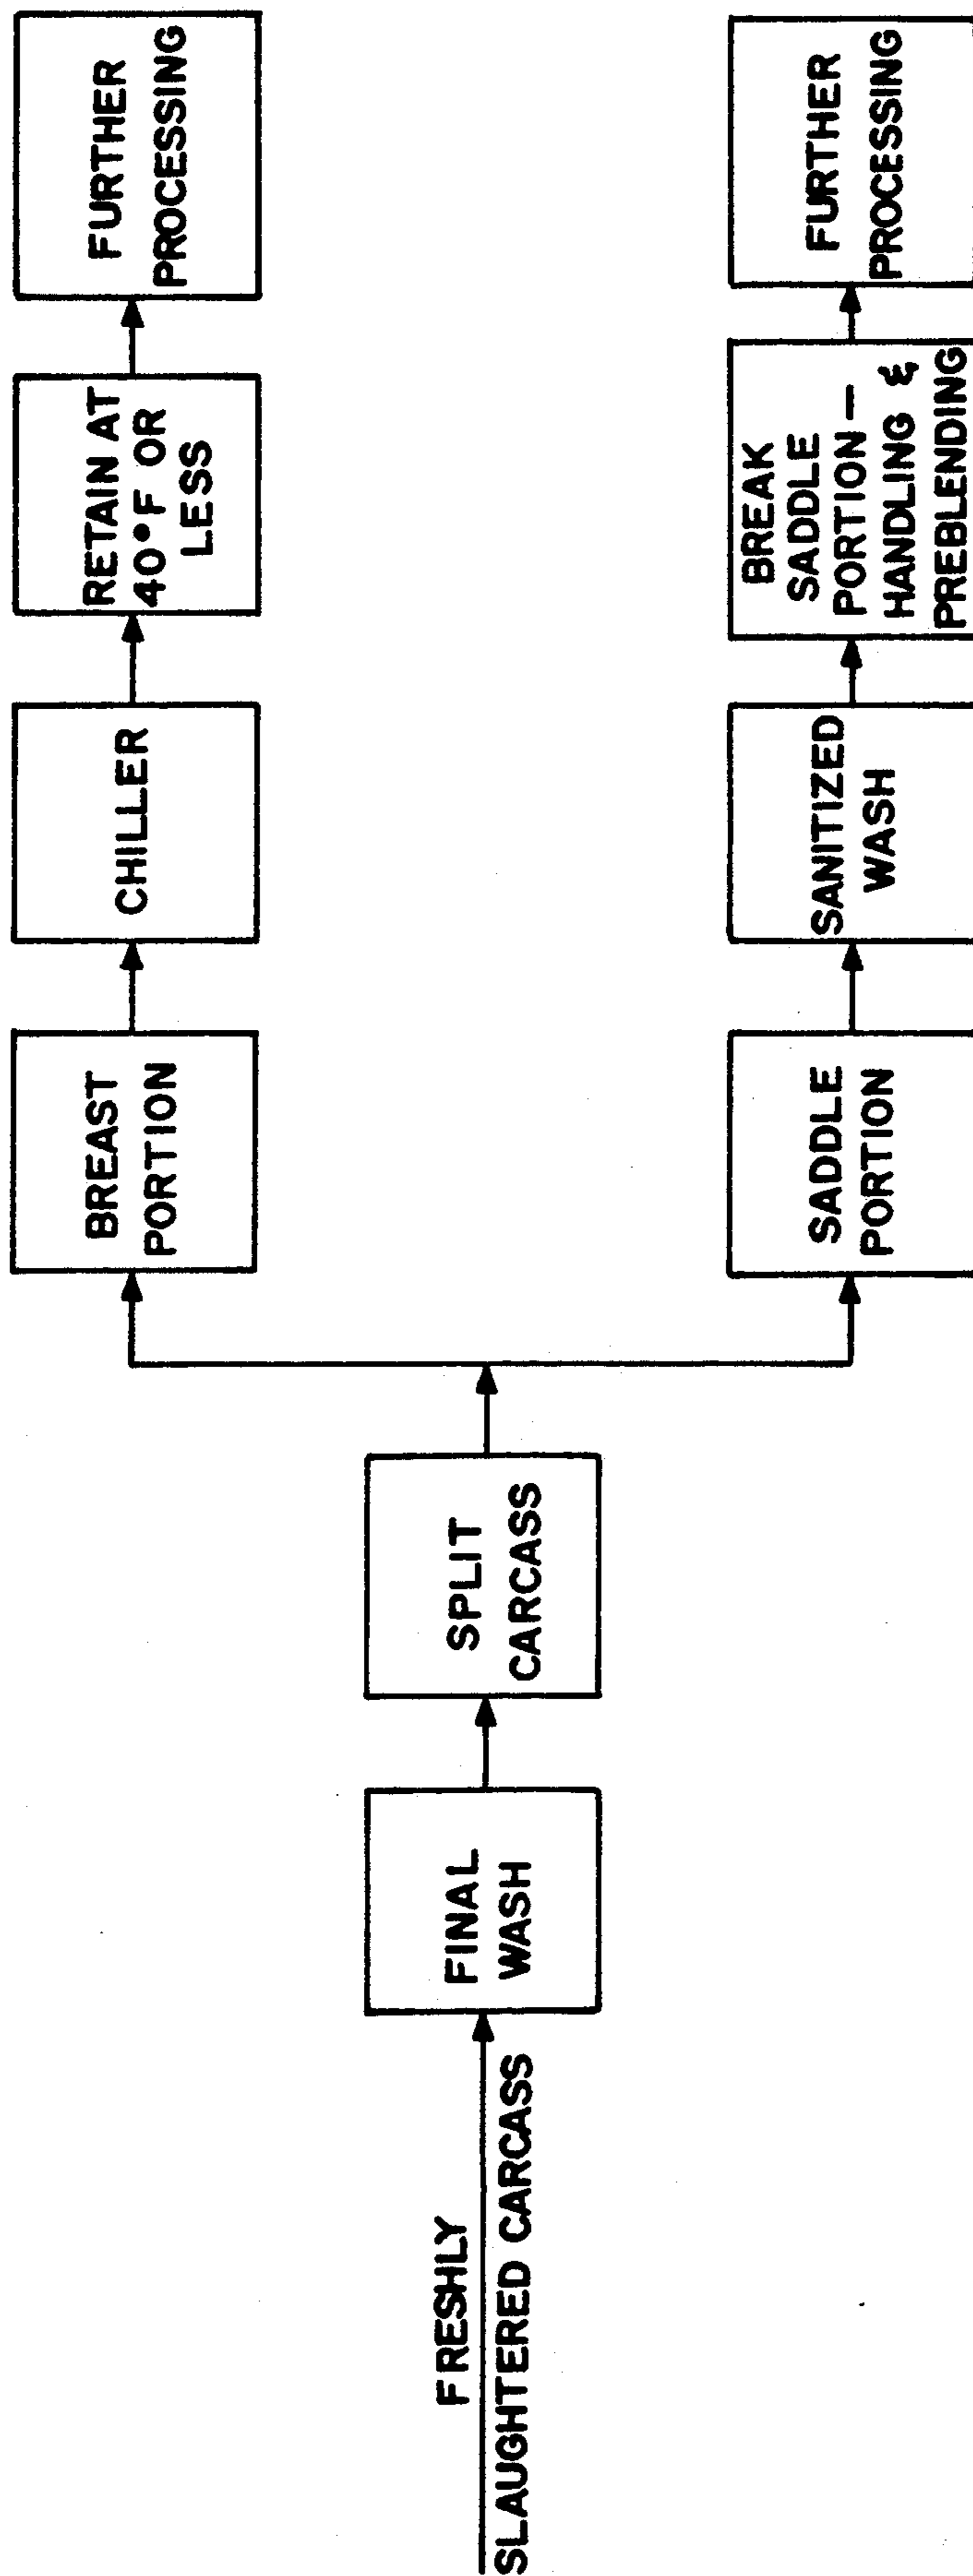 FRESHLY
SLAUGHTERED CARCASS
FINAL
WASH
SPLIT
CARCASS
BREAST
PORTION
CHILLER
RETAIN AT
40°F OR
LESS
FURTHER
PROCESSING
SADDLE
PORTION
SANITIZED
WASH
BREAK
SADDLE
PORTION—
HANDLING &
PREBLENDING
FURTHER
PROCESSING